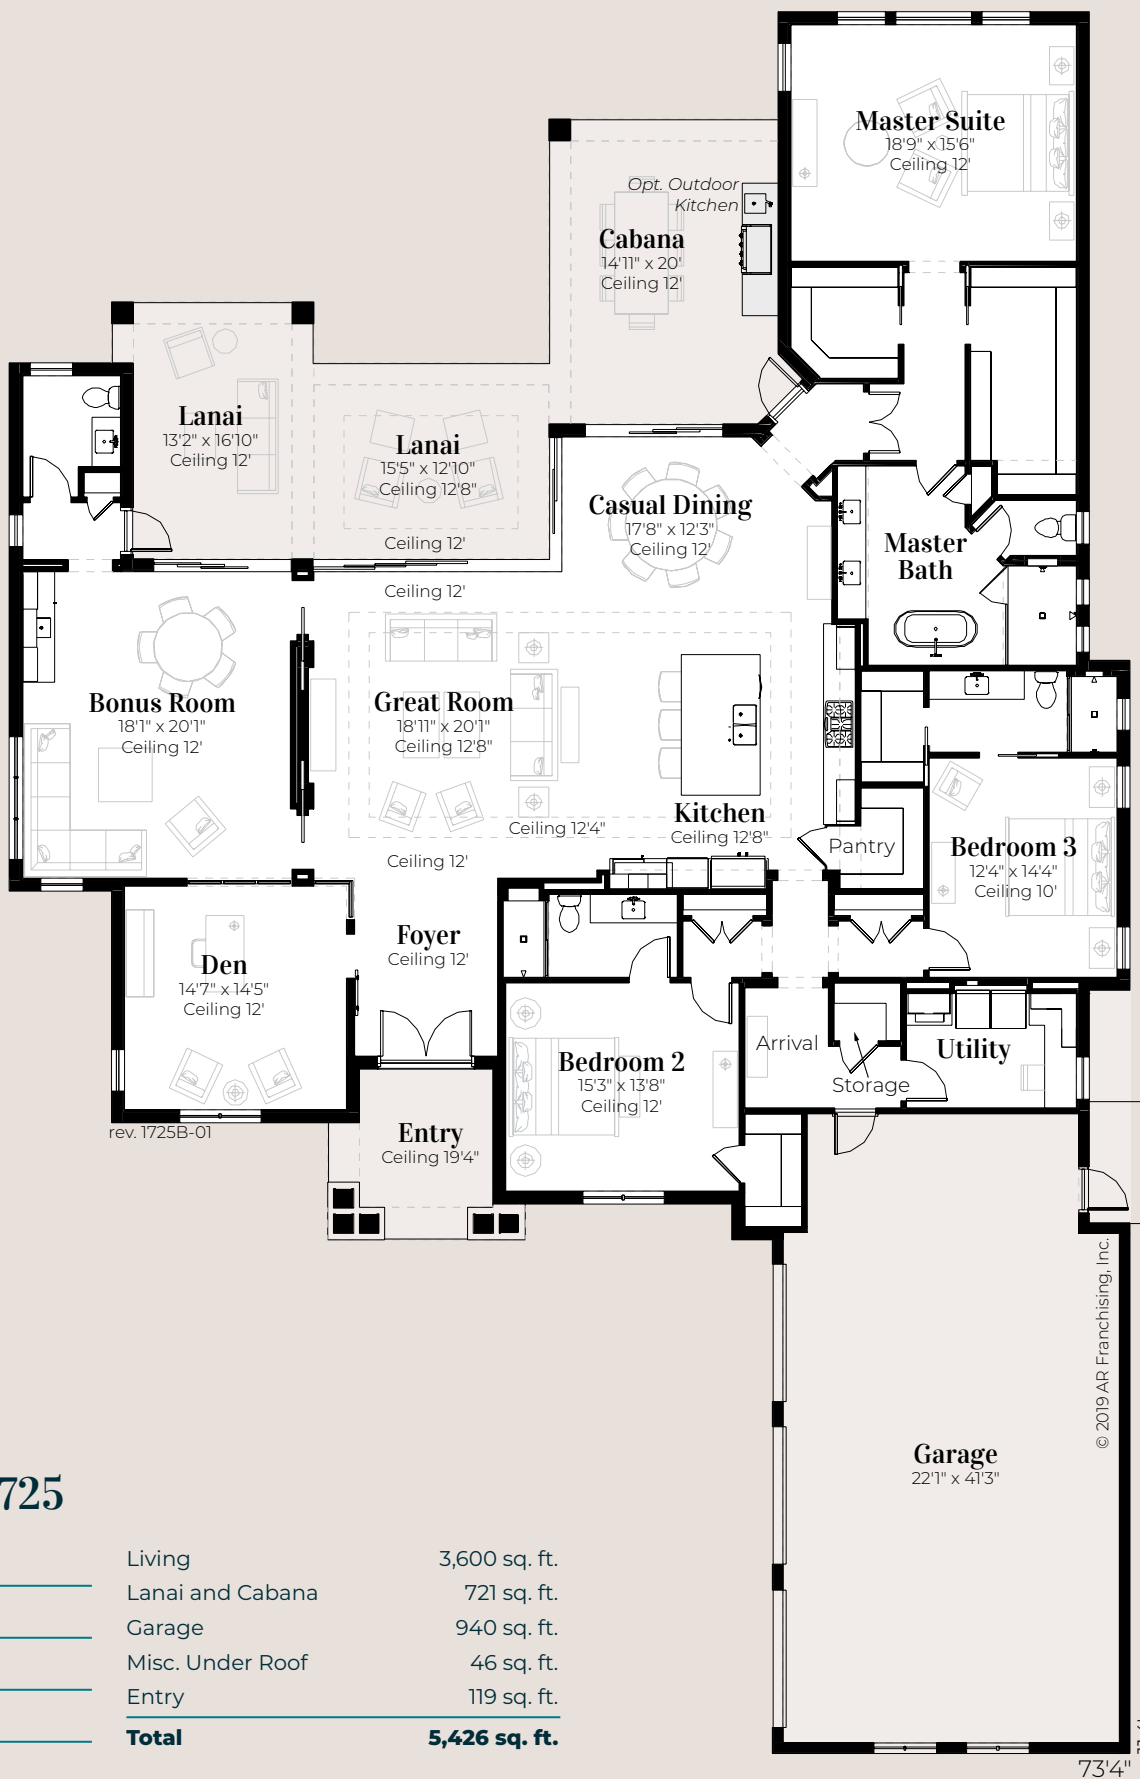 Master Suite
18'9" x 15'6"
Ceiling 12'
Opt. Outdoor
Kitchen
Cabana
14'11" x 20'
Ceiling 12'
Lanai
13'2" x 16'10"
Ceiling 12'
Lanai
15'5" x 12'10"
Ceiling 12'8"
Ceiling 12'
Casual Dining
17'8" x 12'3"
Ceiling 12'
Master
Bath
Ceiling 12'
Bonus Room
18'1" x 20'1"
Ceiling 12'
Great Room
18'11" x 20'1"
Ceiling 12'8"
Ceiling 12'4"
Kitchen
Ceiling 12'8"
Ceiling 12'
Pantry
Bedroom 3
12'4" x 14'4"
Ceiling 10'
Foyer
Ceiling 12'
Den
14'7" x 14'5"
Ceiling 12'
Bedroom 2
15'3" x 13'8"
Ceiling 12'
Arrival
Storage
Utility
rev. 1725B-01
Entry
Ceiling 19'4"
© 2019 AR Franchising, Inc.
Garage
22'1" x 41'3"
725
Living 3,600 sq. ft.
Lanai and Cabana 721 sq. ft.
Garage 940 sq. ft.
Misc. Under Roof 46 sq. ft.
Entry 119 sq. ft.
Total 5,426 sq. ft.
73'4"